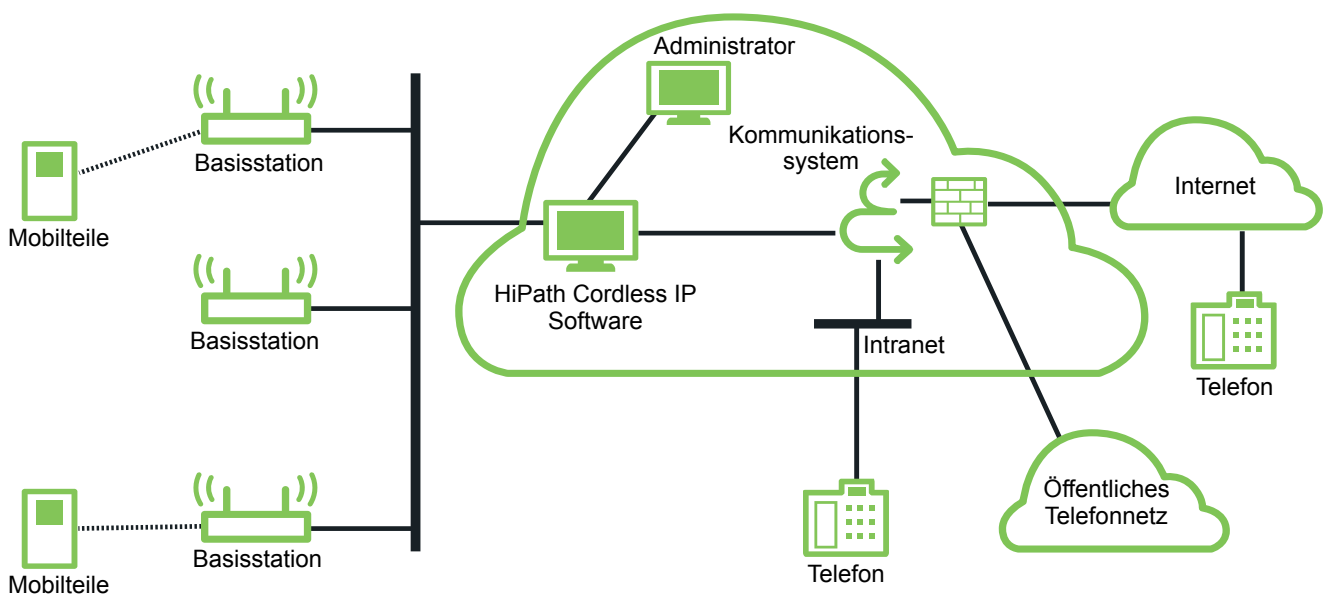 Administrator
Kommunikations-
system
Basisstation
Mobilteile
Internet
HiPath Cordless IP
Software
Basisstation
Intranet
Telefon
Öffentliches
Telefonnetz
Basisstation
Mobilteile
Telefon